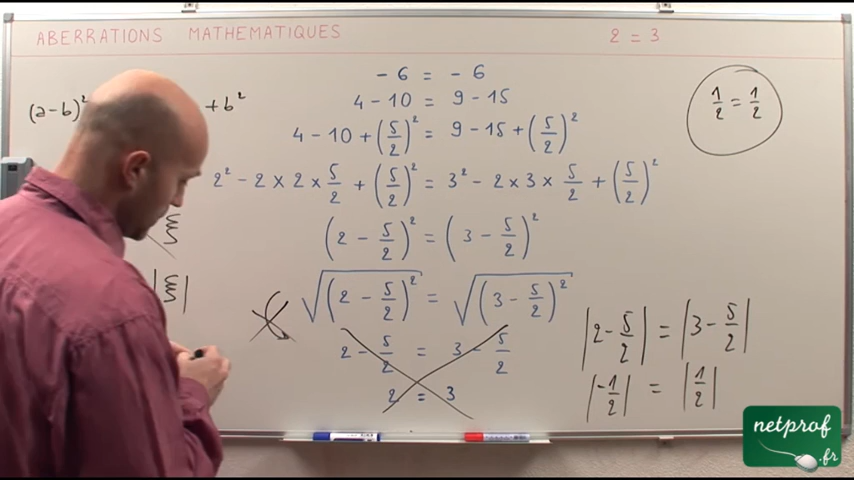 ABERRATIONS MATHEMATIQUES 2 = 3
- 6 = - 6
(a-b)² + b²
4 - 10 = 9 - 15
1/2 = 1/2
4 - 10 + (5/2)² = 9 - 15 + (5/2)²
2² - 2 × 2 × 5/2 + (5/2)² = 3² - 2 × 3 × 5/2 + (5/2)²
(2 - 5/2)² = (3 - 5/2)²
√(2 - 5/2)² = √(3 - 5/2)²
2 - 5/2 = 3 - 5/2
|2 - 5/2| = |3 - 5/2|
2 = 3
|-1/2| = |1/2|
netprof
.fr